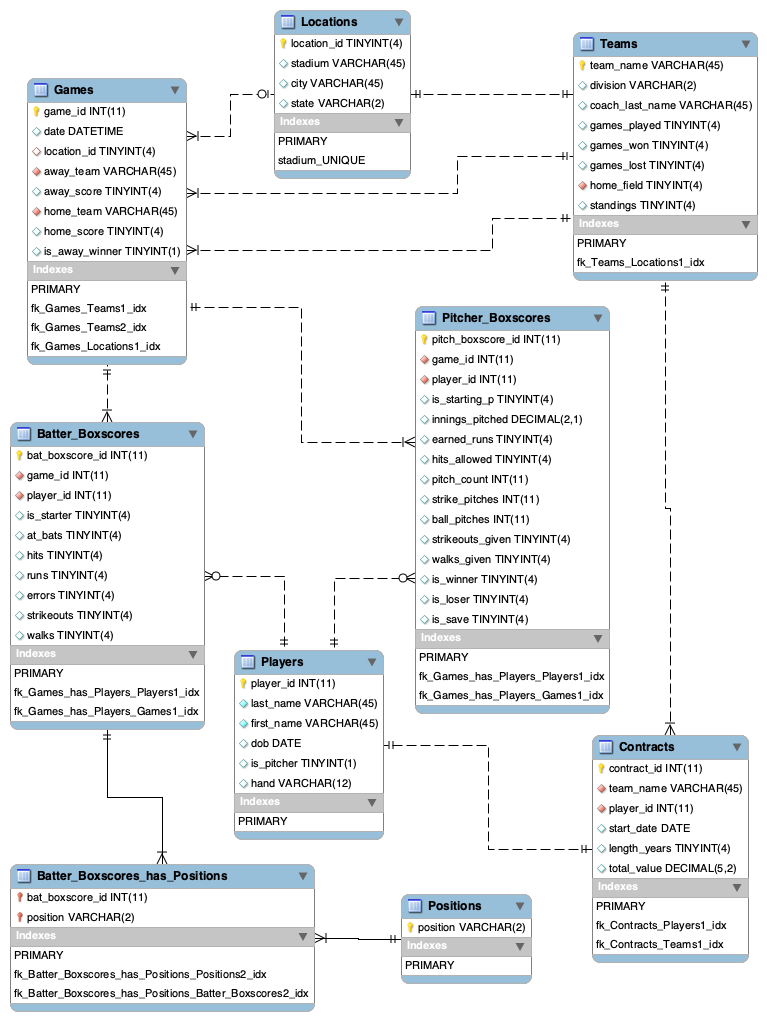 Locations
location_id TINYINT(4)
stadium VARCHAR(45)
city VARCHAR(45)
state VARCHAR(2)
Indexes
PRIMARY
stadium_UNIQUE
Teams
team_name VARCHAR(45)
division VARCHAR(2)
coach_last_name VARCHAR(45)
games_played TINYINT(4)
games_won TINYINT(4)
games_lost TINYINT(4)
home_field TINYINT(4)
standings TINYINT(4)
Indexes
PRIMARY
fk_Teams_Locations1_idx
Games
game_id INT(11)
date DATETIME
location_id TINYINT(4)
away_team VARCHAR(45)
away_score TINYINT(4)
home_team VARCHAR(45)
home_score TINYINT(4)
is_away_winner TINYINT(1)
Indexes
PRIMARY
fk_Games_Teams1_idx
fk_Games_Teams2_idx
fk_Games_Locations1_idx
Pitcher_Boxscores
pitch_boxscore_id INT(11)
game_id INT(11)
player_id INT(11)
is_starting_p TINYINT(4)
innings_pitched DECIMAL(2,1)
earned_runs TINYINT(4)
hits_allowed TINYINT(4)
pitch_count INT(11)
strike_pitches INT(11)
ball_pitches INT(11)
strikeouts_given TINYINT(4)
walks_given TINYINT(4)
is_winner TINYINT(4)
is_loser TINYINT(4)
is_save TINYINT(4)
Indexes
PRIMARY
fk_Games_has_Players_Players1_idx
fk_Games_has_Players_Games1_idx
Batter_Boxscores
bat_boxscore_id INT(11)
game_id INT(11)
player_id INT(11)
is_starter TINYINT(4)
at_bats TINYINT(4)
hits TINYINT(4)
runs TINYINT(4)
errors TINYINT(4)
strikeouts TINYINT(4)
walks TINYINT(4)
Indexes
PRIMARY
fk_Games_has_Players_Players1_idx
fk_Games_has_Players_Games1_idx
Players
player_id INT(11)
last_name VARCHAR(45)
first_name VARCHAR(45)
dob DATE
is_pitcher TINYINT(1)
hand VARCHAR(12)
Indexes
PRIMARY
Contracts
contract_id INT(11)
team_name VARCHAR(45)
player_id INT(11)
start_date DATE
length_years TINYINT(4)
total_value DECIMAL(5,2)
Indexes
PRIMARY
fk_Contracts_Players1_idx
fk_Contracts_Teams1_idx
Batter_Boxscores_has_Positions
bat_boxscore_id INT(11)
position VARCHAR(2)
Indexes
PRIMARY
fk_Batter_Boxscores_has_Positions_Positions2_idx
fk_Batter_Boxscores_has_Positions_Batter_Boxscores2_idx
Positions
position VARCHAR(2)
Indexes
PRIMARY